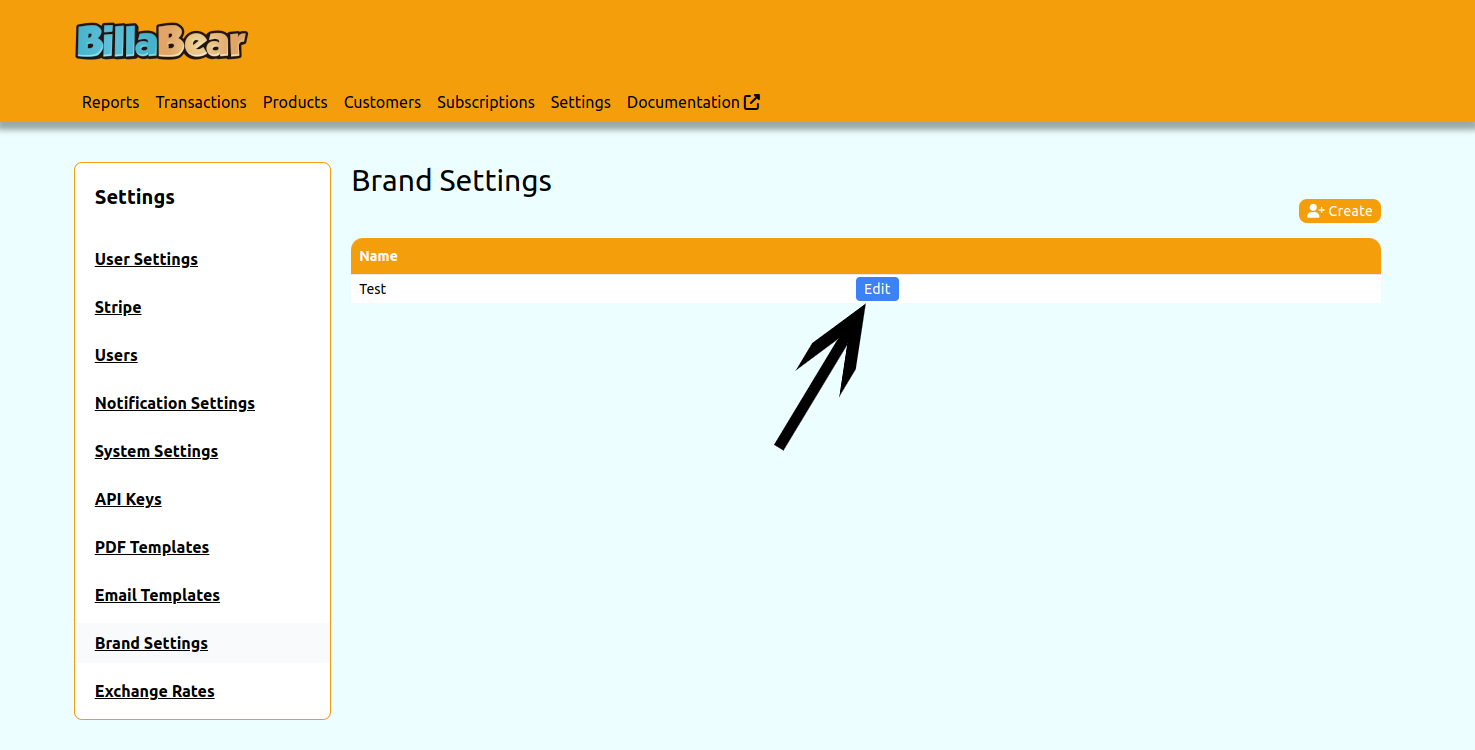 BillaBear
Reports Transactions Products Customers Subscriptions Settings Documentation
Settings
User Settings
Stripe
Users
Notification Settings
System Settings
API Keys
PDF Templates
Email Templates
Brand Settings
Exchange Rates
Brand Settings
Create
Name
Test Edit